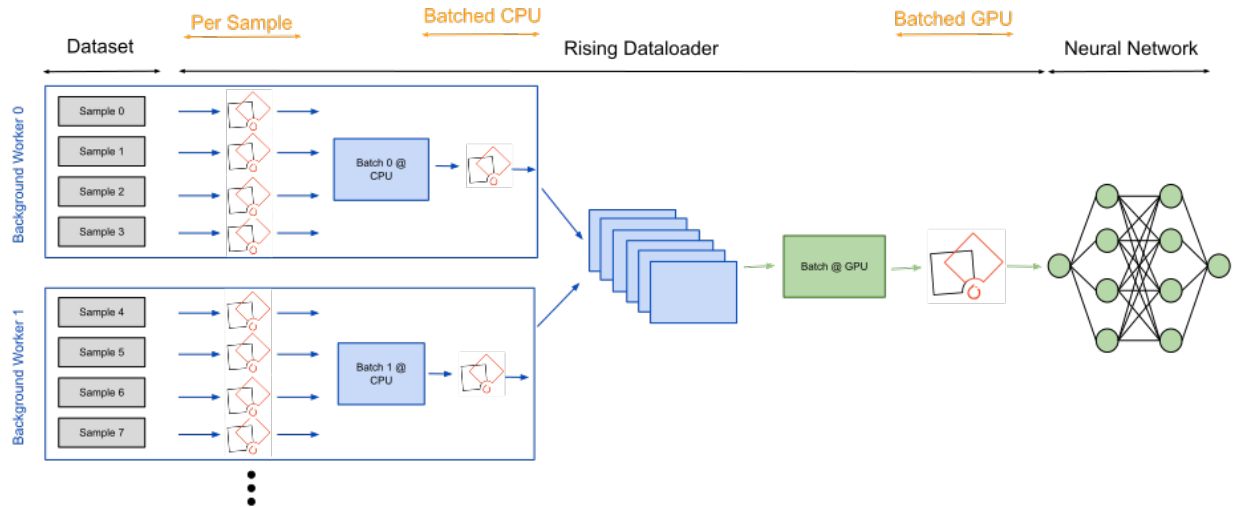 Per Sample
Batched CPU
Batched GPU
Dataset
Rising Dataloader
Neural Network
Background Worker 0
Sample 0
Sample 1
Sample 2
Sample 3
Batch 0 @
CPU
Batch @ GPU
Background Worker 1
Sample 4
Sample 5
Sample 6
Sample 7
Batch 1 @
CPU